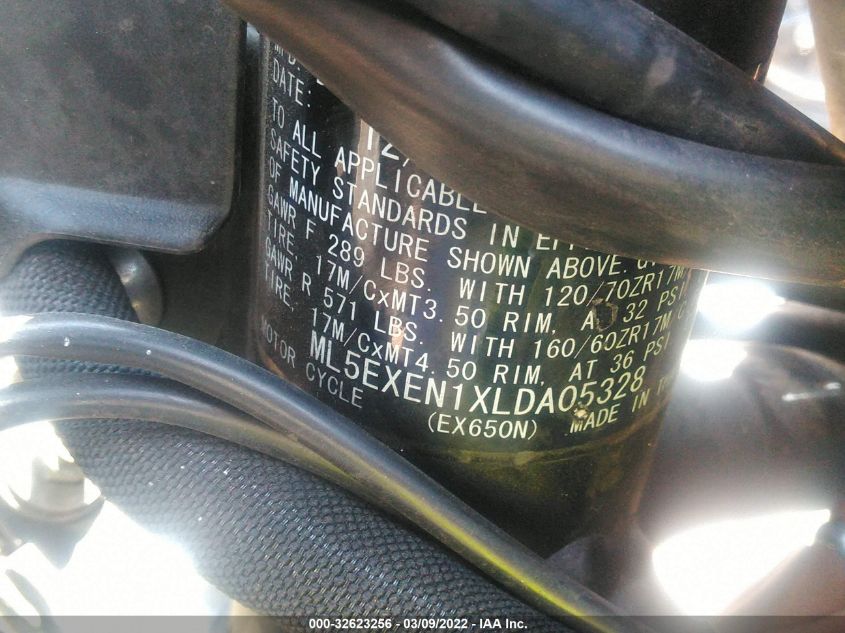 DATE:
12/
TO ALL APPLICABLE
SAFETY STANDARDS IN
OF MANUFACTURE SHOWN ABOVE.
GAWR F 289 LBS. WITH 120/70ZR17M
TIRE, 17M/CxMT3.50 RIM, 32 PSI
GAWR R 571 LBS. WITH 160/60ZR17M
TIRE, 17M/CxMT4.50 RIM, AT 36 PSI
ML5EXEN1XLDA05328
MOTOR CYCLE (EX650N) MADE IN
000-32623256 - 03/09/2022 - IAA Inc.